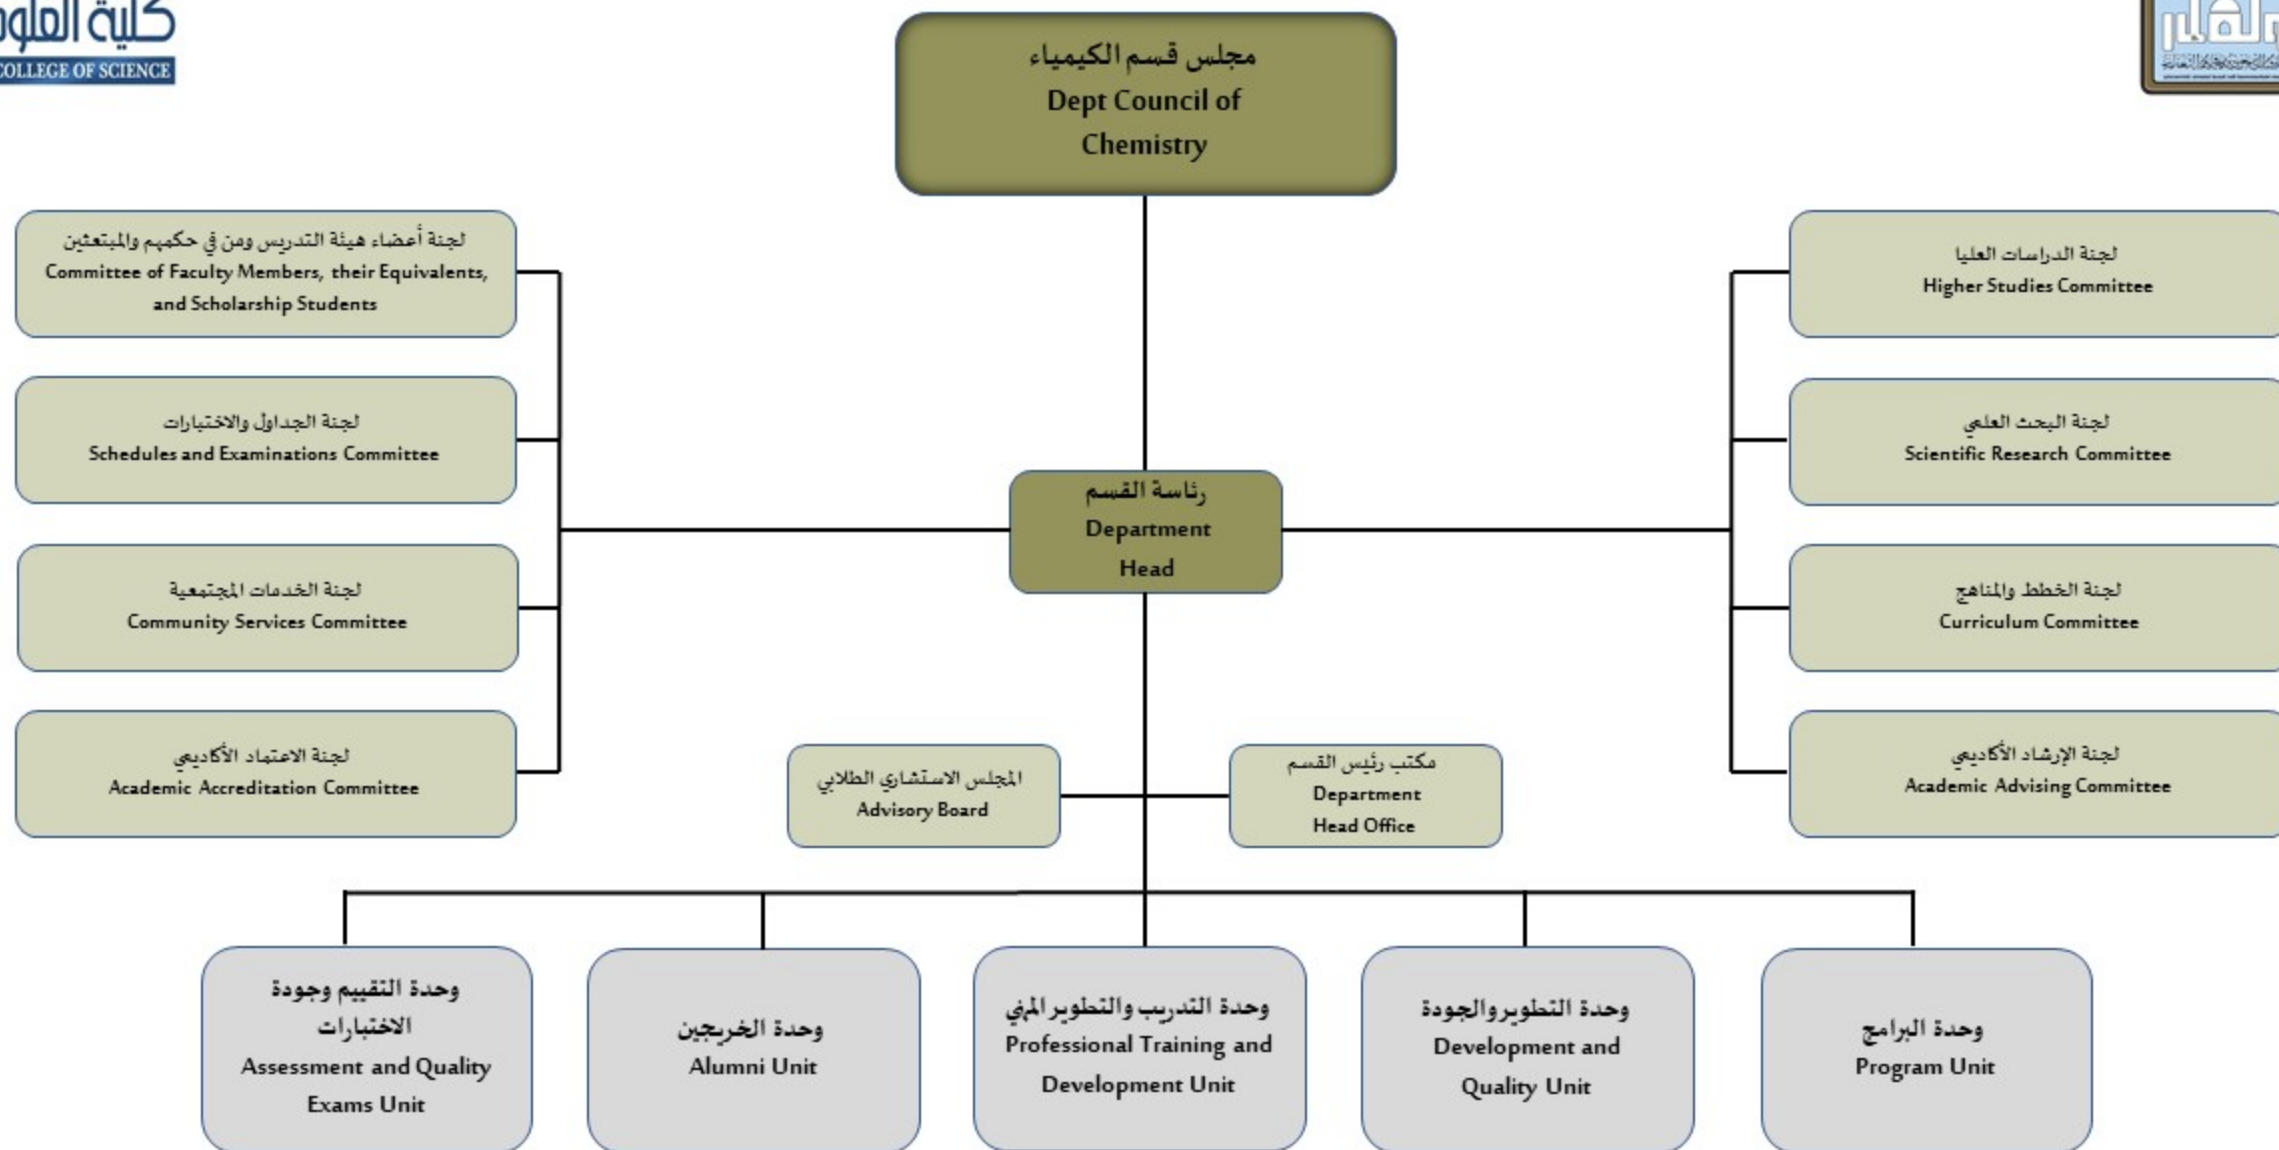 COLLEGE OF SCIENCE
مجلس قسم الكيمياء
Dept Council of
Chemistry
لجنة أعضاء هيئة التدريس ومن في حكمهم والمبتعثين
Committee of Faculty Members, their Equivalents,
and Scholarship Students
لجنة الدراسات العليا
Higher Studies Committee
لجنة الجداول والاختبارات
Schedules and Examinations Committee
لجنة البحث العلمي
Scientific Research Committee
رئاسة القسم
Department
Head
لجنة الخدمات المجتمعية
Community Services Committee
لجنة الخطط والمناهج
Curriculum Committee
لجنة الاعتماد الأكاديمي
Academic Accreditation Committee
المجلس الاستشاري الطلابي
Advisory Board
مكتب رئيس القسم
Department
Head Office
لجنة الإرشاد الأكاديمي
Academic Advising Committee
وحدة التقييم وجودة
الاختبارات
Assessment and Quality
Exams Unit
وحدة الخريجين
Alumni Unit
وحدة التدريب والتطوير المهني
Professional Training and
Development Unit
وحدة التطوير والجودة
Development and
Quality Unit
وحدة البرامج
Program Unit